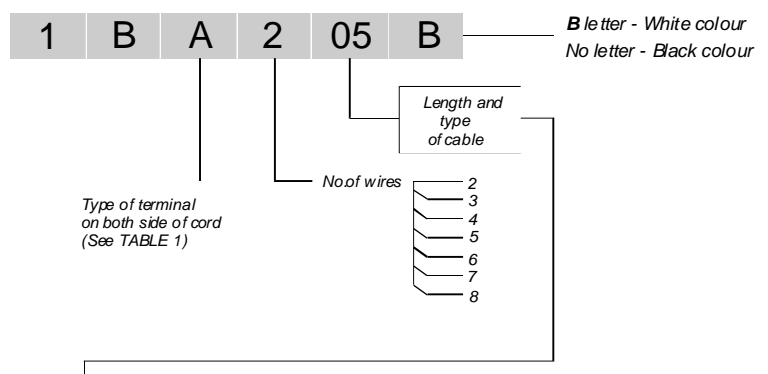 1 B A 2 05 B
B letter - White colour
No letter - Black colour
Length and
type
of cable
No.of wires
2
3
4
5
6
7
8
Type of terminal
on both side of cord
(See TABLE 1)